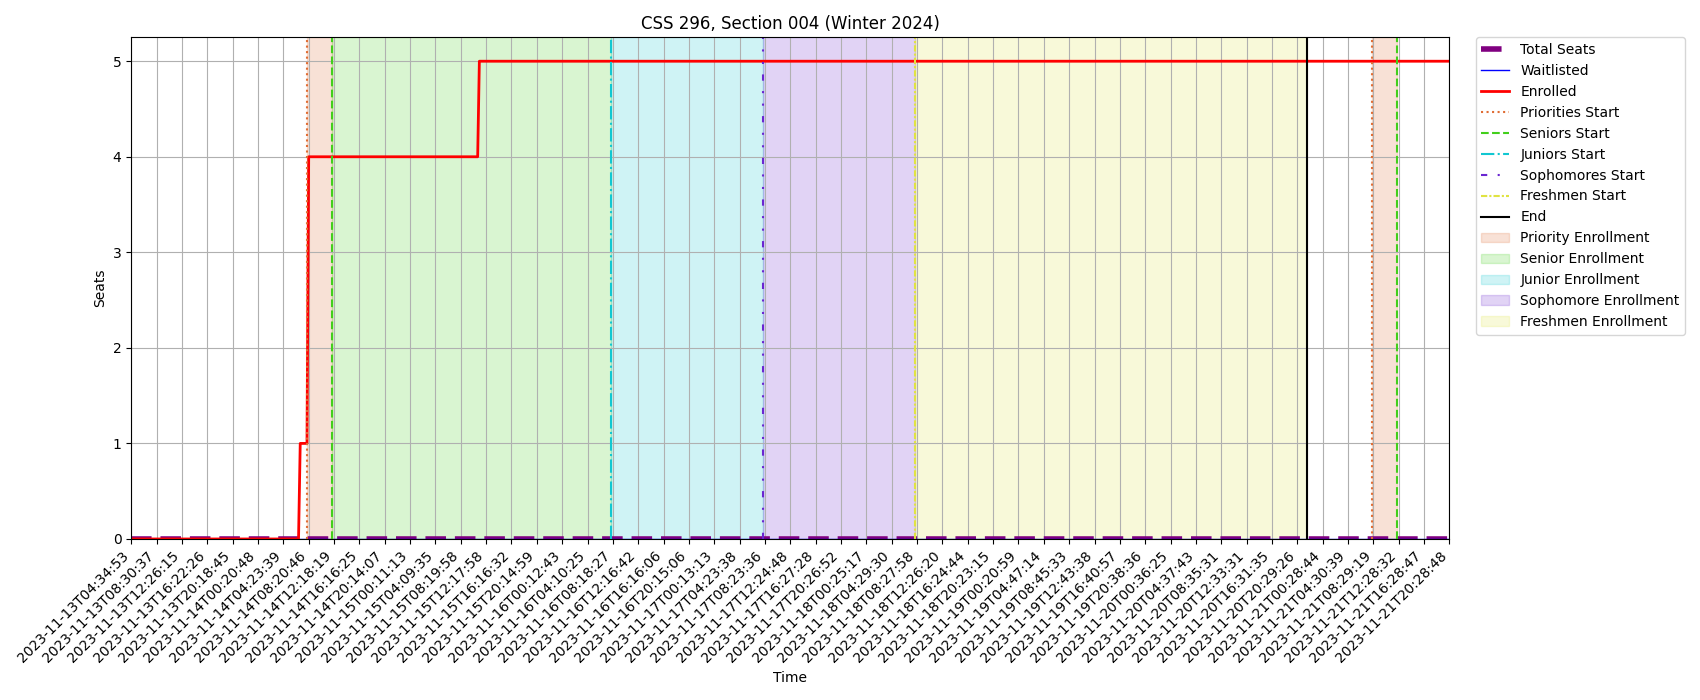 CSS 296, Section 004 (Winter 2024)
Seats
5
4
3
2
1
0
2023-11-13T04:34:53
2023-11-13T08:30:37
2023-11-13T12:26:15
2023-11-13T16:22:26
2023-11-13T20:18:45
2023-11-14T00:20:48
2023-11-14T04:23:39
2023-11-14T08:20:46
2023-11-14T12:18:19
2023-11-14T16:16:25
2023-11-14T20:14:07
2023-11-15T00:11:13
2023-11-15T04:09:35
2023-11-15T08:19:58
2023-11-15T12:17:58
2023-11-15T16:16:32
2023-11-15T20:14:59
2023-11-16T00:12:43
2023-11-16T04:10:25
2023-11-16T08:18:27
2023-11-16T12:16:42
2023-11-16T16:16:06
2023-11-16T20:15:06
2023-11-17T00:13:13
2023-11-17T04:23:38
2023-11-17T08:23:36
2023-11-17T12:24:48
2023-11-17T16:27:28
2023-11-17T20:26:52
2023-11-18T00:25:17
2023-11-18T04:29:30
2023-11-18T08:27:58
2023-11-18T12:26:20
2023-11-18T16:24:44
2023-11-18T20:23:15
2023-11-19T00:20:59
2023-11-19T04:47:14
2023-11-19T08:45:33
2023-11-19T12:43:38
2023-11-19T16:40:57
2023-11-19T20:38:36
2023-11-20T00:36:25
2023-11-20T04:37:43
2023-11-20T08:35:31
2023-11-20T12:33:31
2023-11-20T16:31:35
2023-11-20T20:29:26
2023-11-21T00:28:44
2023-11-21T04:30:39
2023-11-21T08:29:19
2023-11-21T12:28:32
2023-11-21T16:28:47
2023-11-21T20:28:48
Time
Total Seats
Waitlisted
Enrolled
Priorities Start
Seniors Start
Juniors Start
Sophomores Start
Freshmen Start
End
Priority Enrollment
Senior Enrollment
Junior Enrollment
Sophomore Enrollment
Freshmen Enrollment